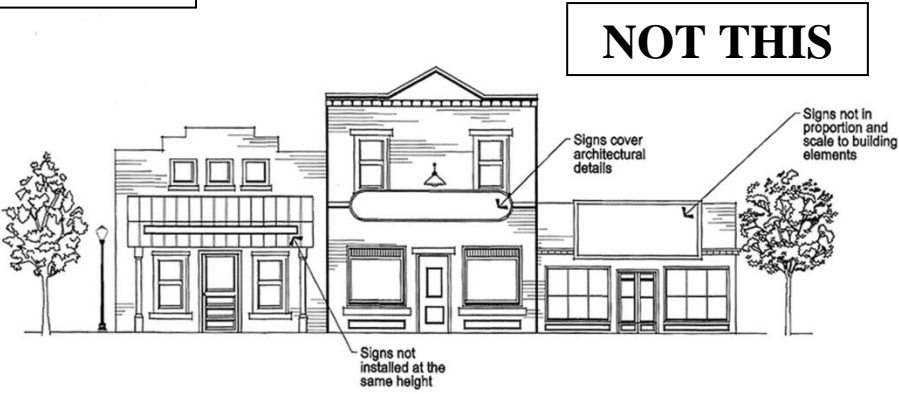 NOT THIS
Signs cover
architectural
details
Signs not in
proportion and
scale to building
elements
Signs not
installed at the
same height